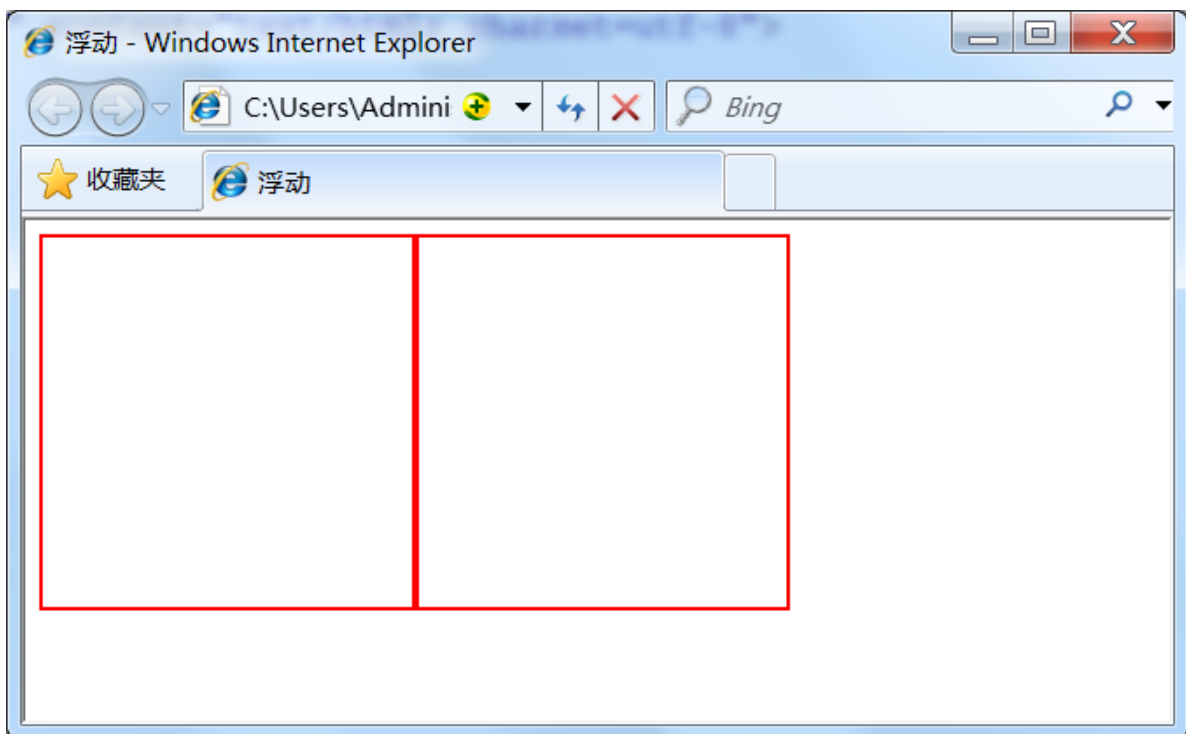 浮动 - Windows Internet Explorer
C:\Users\Admini
Bing
收藏夹
浮动